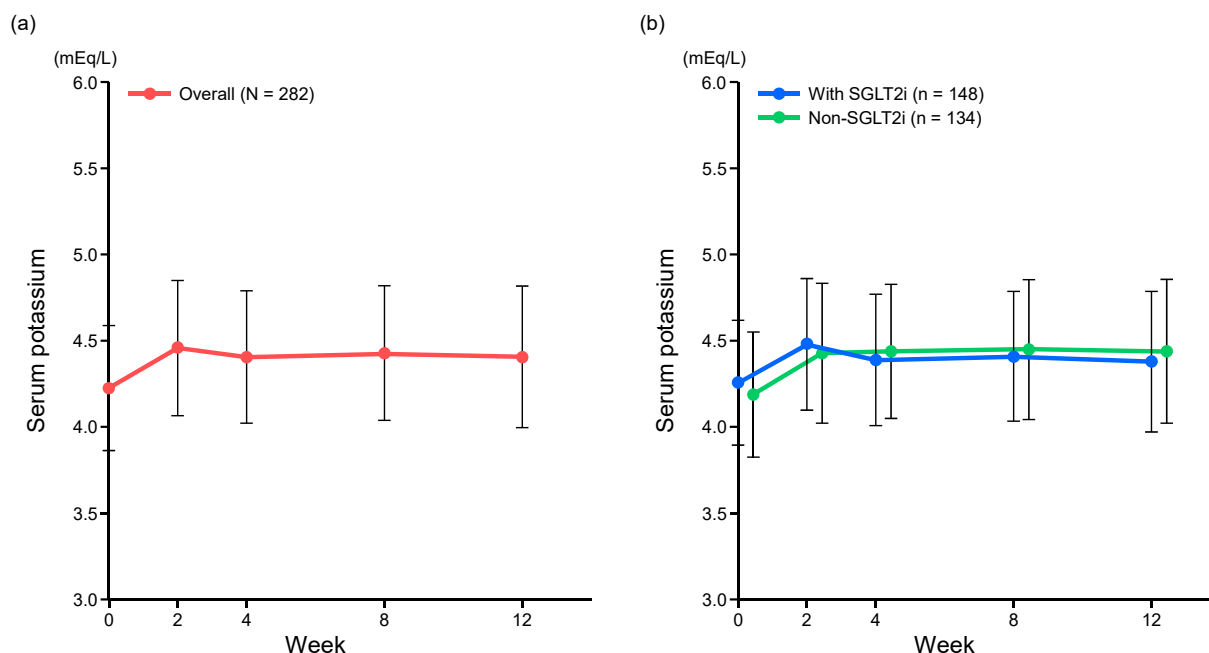 (a)
(mEq/L)
6.0
5.5
5.0
4.5
4.0
3.5
3.0
Serum potassium
Overall (N = 282)
0 2 4 8 12
Week
(b)
(mEq/L)
6.0
5.5
5.0
4.5
4.0
3.5
3.0
Serum potassium
With SGLT2i (n = 148)
Non-SGLT2i (n = 134)
0 2 4 8 12
Week